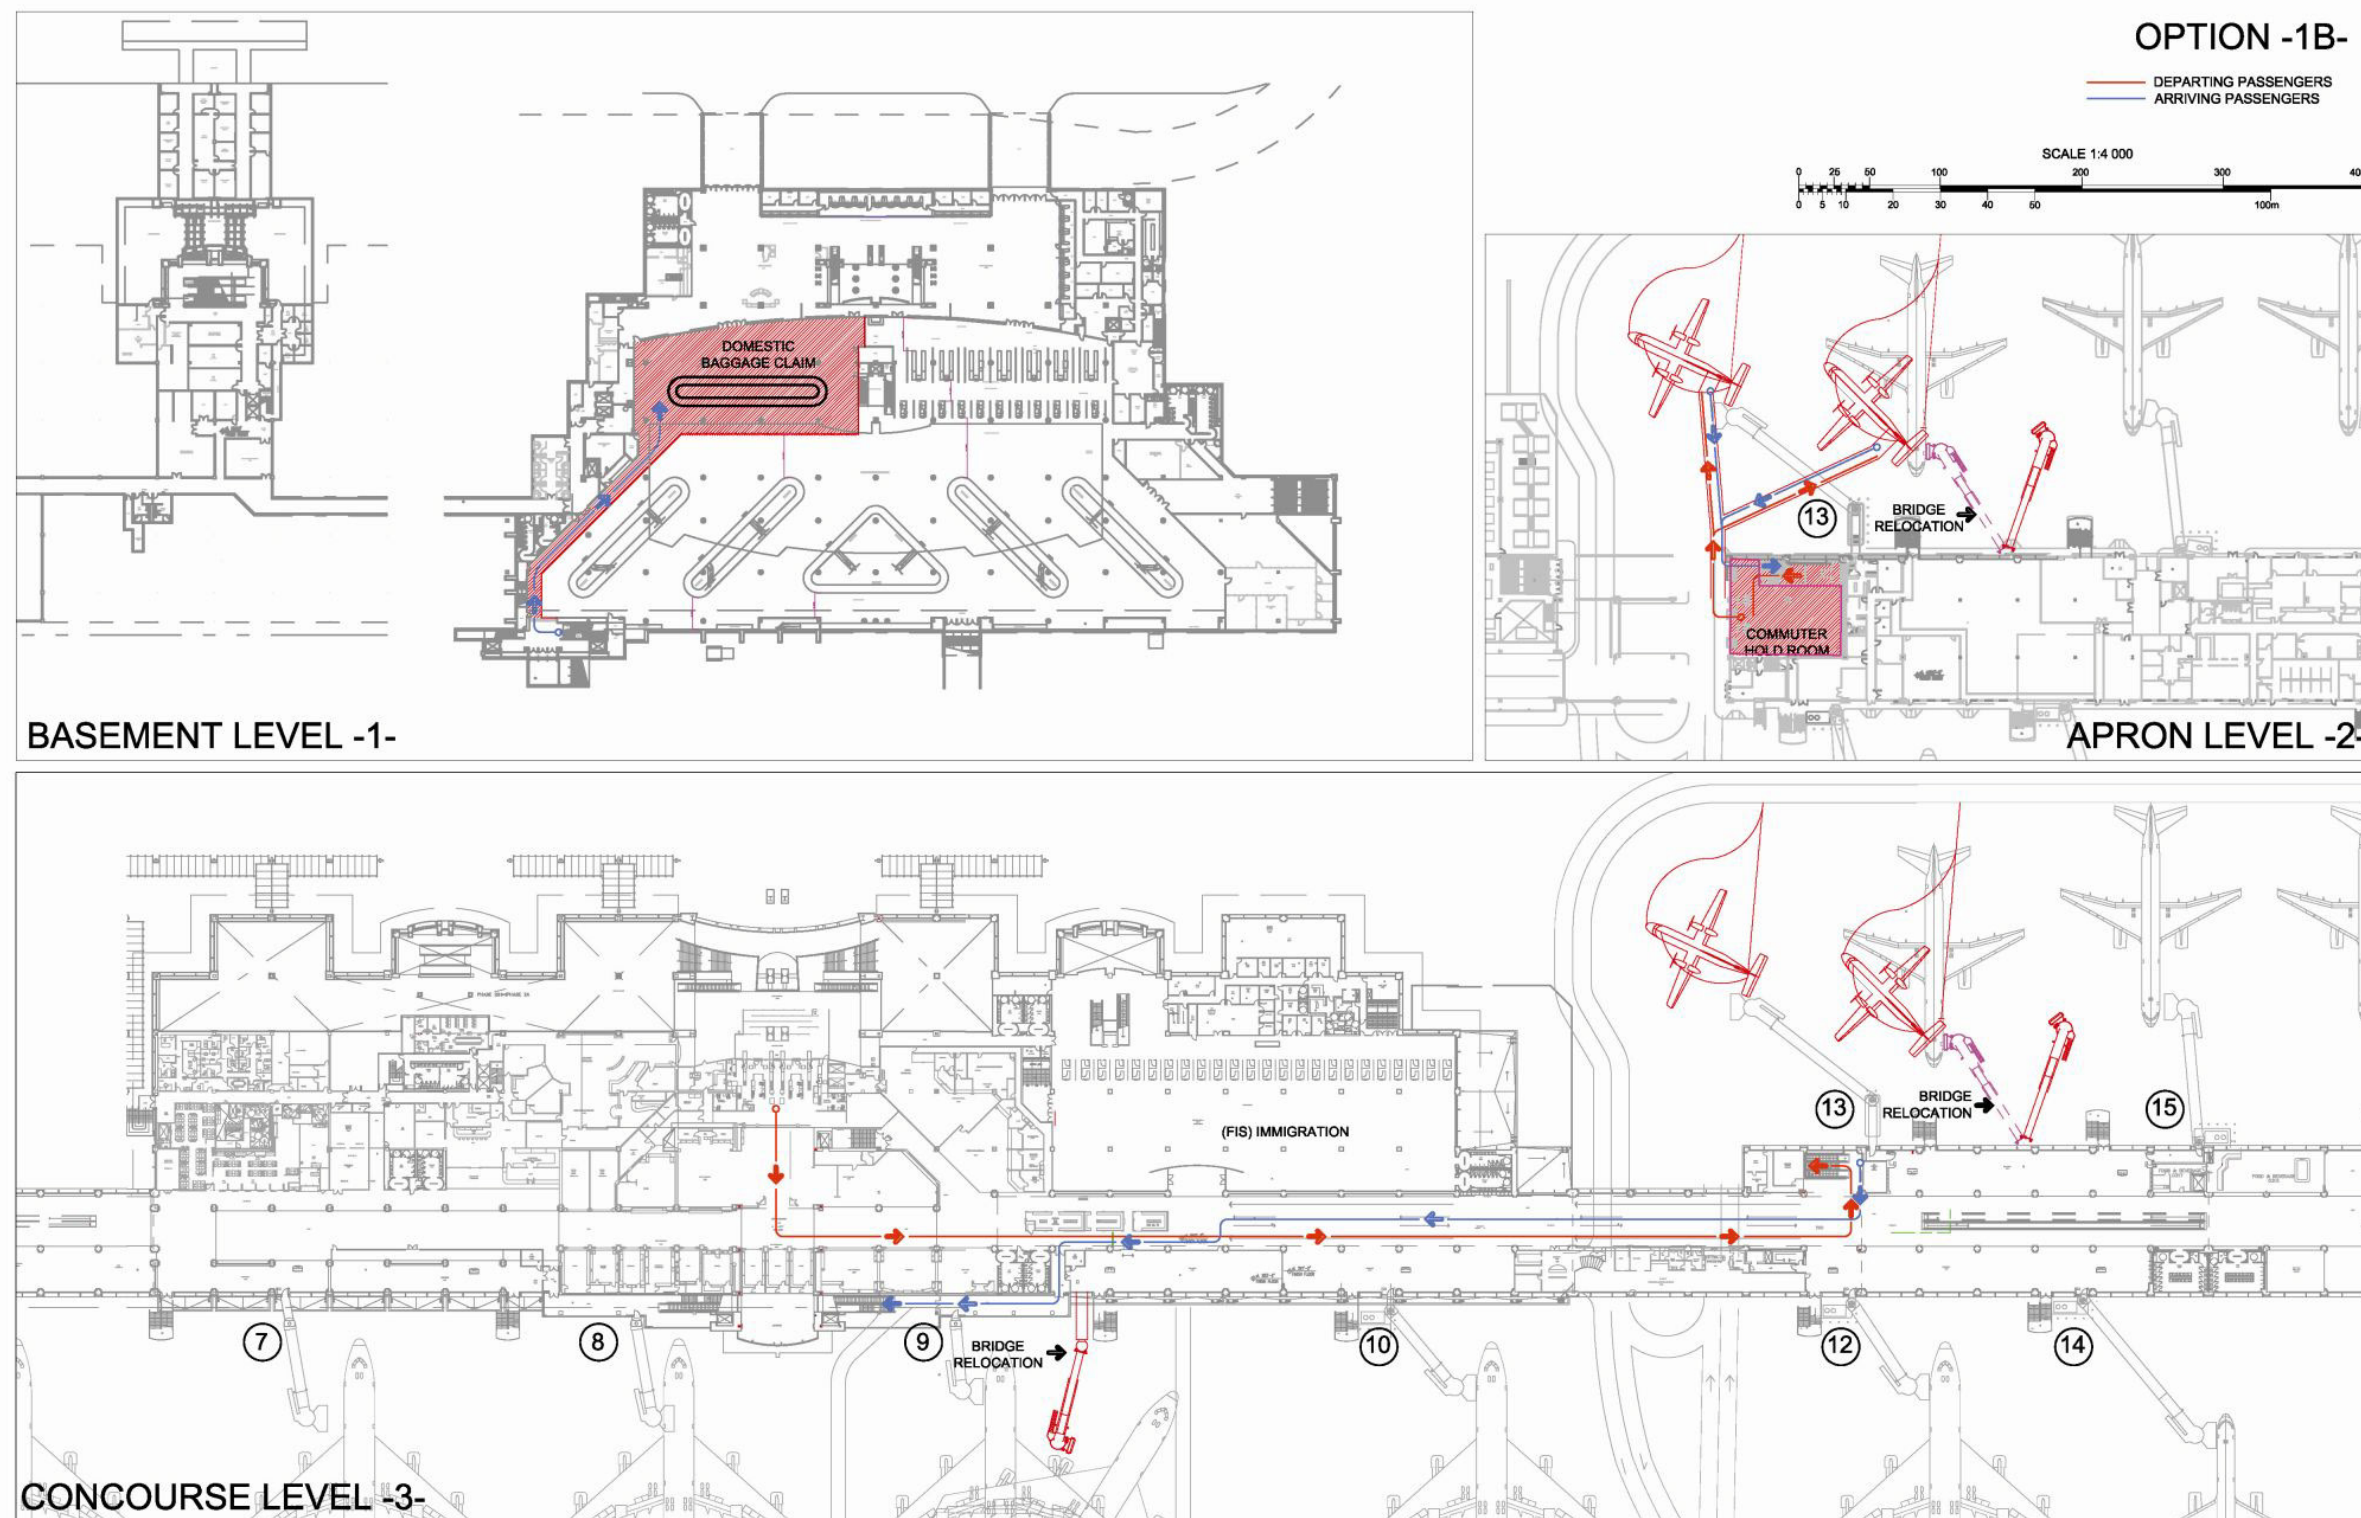 OPTION -1B-
DEPARTING PASSENGERS
ARRIVING PASSENGERS
SCALE 1:4 000
0 25 50 100 200 300 40
0 5 10 20 30 40 50 100m
DOMESTIC
BAGGAGE CLAIM
BASEMENT LEVEL -1-
13
BRIDGE
RELOCATION
COMMUTER
HOLD ROOM
APRON LEVEL -2-
(FIS) IMMIGRATION
13
BRIDGE
RELOCATION
15
7
8
9
BRIDGE
RELOCATION
10
12
14
CONCOURSE LEVEL -3-